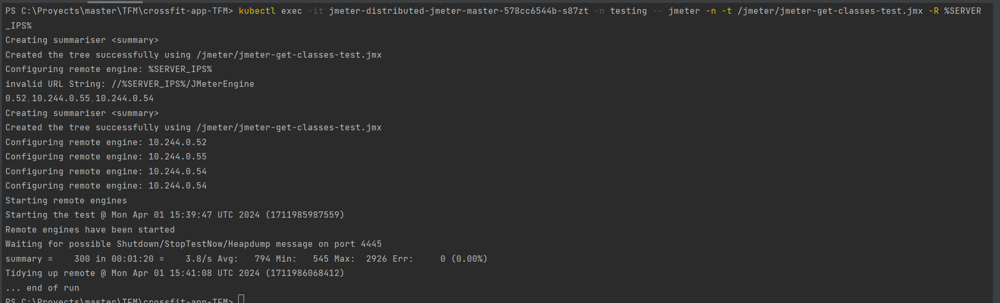 PS C:\Proyects\master\TFM\crossfit-app-TFM> kubectl exec -it jmeter-distributed-jmeter-master-578cc6544b-s87zt -n testing -- jmeter -n -t /jmeter/jmeter-get-classes-test.jmx -R %SERVER
_IPS%
Creating summariser <summary>
Created the tree successfully using /jmeter/jmeter-get-classes-test.jmx
Configuring remote engine: %SERVER_IPS%
invalid URL String: //%SERVER_IPS%/JMeterEngine
0.52,10.244.0.55,10.244.0.54
Creating summariser <summary>
Created the tree successfully using /jmeter/jmeter-get-classes-test.jmx
Configuring remote engine: 10.244.0.52
Configuring remote engine: 10.244.0.55
Configuring remote engine: 10.244.0.54
Configuring remote engine: 10.244.0.54
Starting remote engines
Starting the test @ Mon Apr 01 15:39:47 UTC 2024 (1711985987559)
Remote engines have been started
Waiting for possible Shutdown/StopTestNow/Heapdump message on port 4445
summary =    300 in 00:01:20 =    3.8/s Avg:   794 Min:   545 Max:  2926 Err:     0 (0.00%)
Tidying up remote @ Mon Apr 01 15:41:08 UTC 2024 (1711986068412)
... end of run
PS C:\Proyects\master\TFM\crossfit-app-TFM>